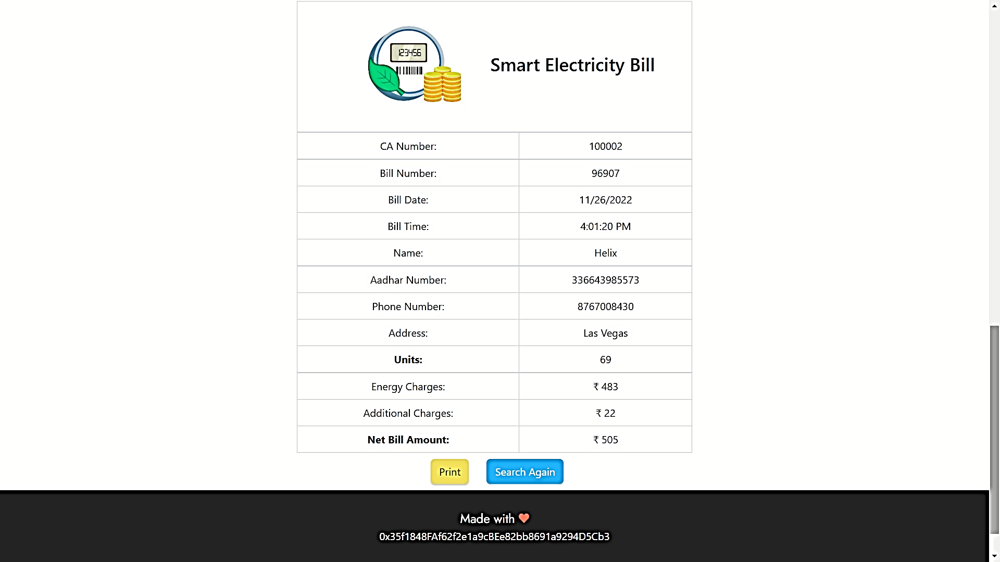 123456
Smart Electricity Bill
CA Number: 100002
Bill Number: 96907
Bill Date: 11/26/2022
Bill Time: 4:01:20 PM
Name: Helix
Aadhar Number: 336643985573
Phone Number: 8767008430
Address: Las Vegas
Units: 69
Energy Charges: ₹ 483
Additional Charges: ₹ 22
Net Bill Amount: ₹ 505
Print Search Again
Made with ❤
0x35f1848FAf62f2e1a9cBEe82bb8691a9294D5Cb3